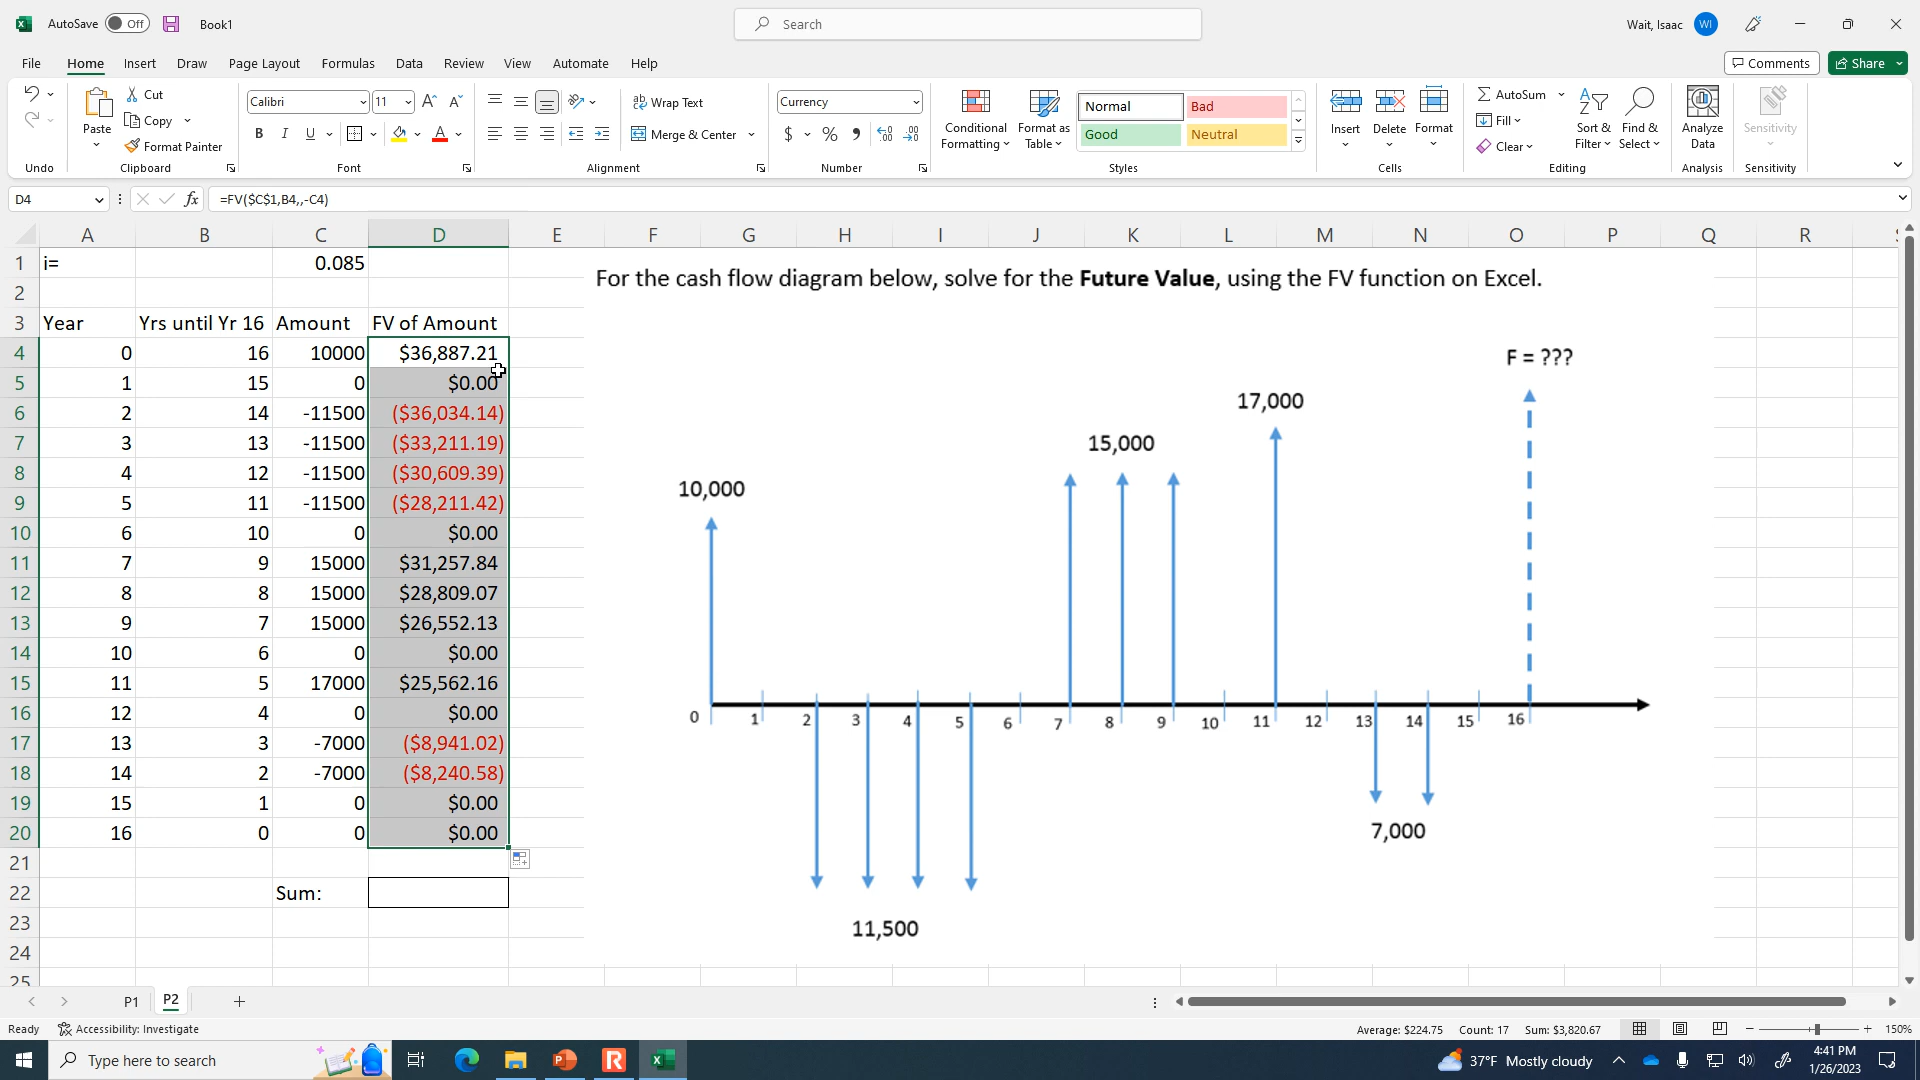 AutoSave Off Book1 Search Wait, Isaac WI
File Home Insert Draw Page Layout Formulas Data Review View Automate Help Comments Share
Undo
Paste Cut
Copy
Format Painter
Clipboard
Calibri 11
B I U
Font
Wrap Text
Merge & Center
Alignment
Currency
$ % 9
Number
Conditional Formatting
Format as Table
Normal Bad
Good Neutral
Styles
Insert Delete Format
Cells
AutoSum
Fill
Clear
Sort & Filter
Find & Select
Editing
Analyze Data
Analysis
Sensitivity
Sensitivity
D4 fx =FV($C$1,B4,,-C4)
A B C D E F G H I J K L M N O P Q R
1 i= 0.085
2
3 Year Yrs until Yr 16 Amount FV of Amount
4 0 16 10000 $36,887.21
5 1 15 0 $0.00
6 2 14 -11500 ($36,034.14)
7 3 13 -11500 ($33,211.19)
8 4 12 -11500 ($30,609.39)
9 5 11 -11500 ($28,211.42)
10 6 10 0 $0.00
11 7 9 15000 $31,257.84
12 8 8 15000 $28,809.07
13 9 7 15000 $26,552.13
14 10 6 0 $0.00
15 11 5 17000 $25,562.16
16 12 4 0 $0.00
17 13 3 -7000 ($8,941.02)
18 14 2 -7000 ($8,240.58)
19 15 1 0 $0.00
20 16 0 0 $0.00
21
22 Sum:
23
24
25
For the cash flow diagram below, solve for the Future Value, using the FV function on Excel.
F = ???
17,000
15,000
10,000
0 1 2 3 4 5 6 7 8 9 10 11 12 13 14 15 16
7,000
11,500
P1 P2
Ready Accessibility: Investigate Average: $224.75 Count: 17 Sum: $3,820.67 150%
Type here to search 37°F Mostly cloudy 4:41 PM
1/26/2023